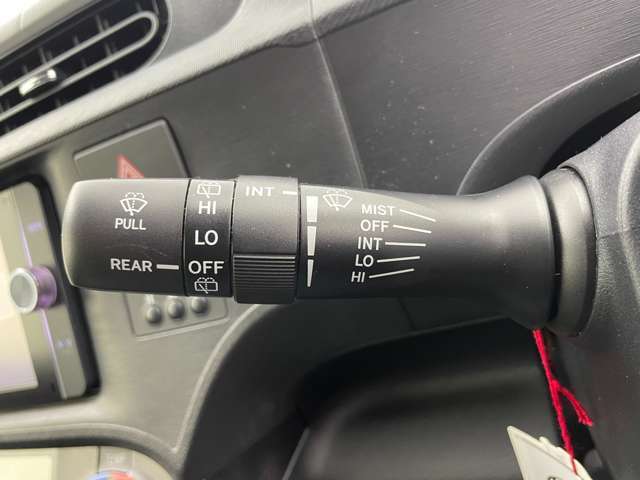 PULL
REAR
HI
LO
OFF
INT
MIST
OFF
INT
LO
HI